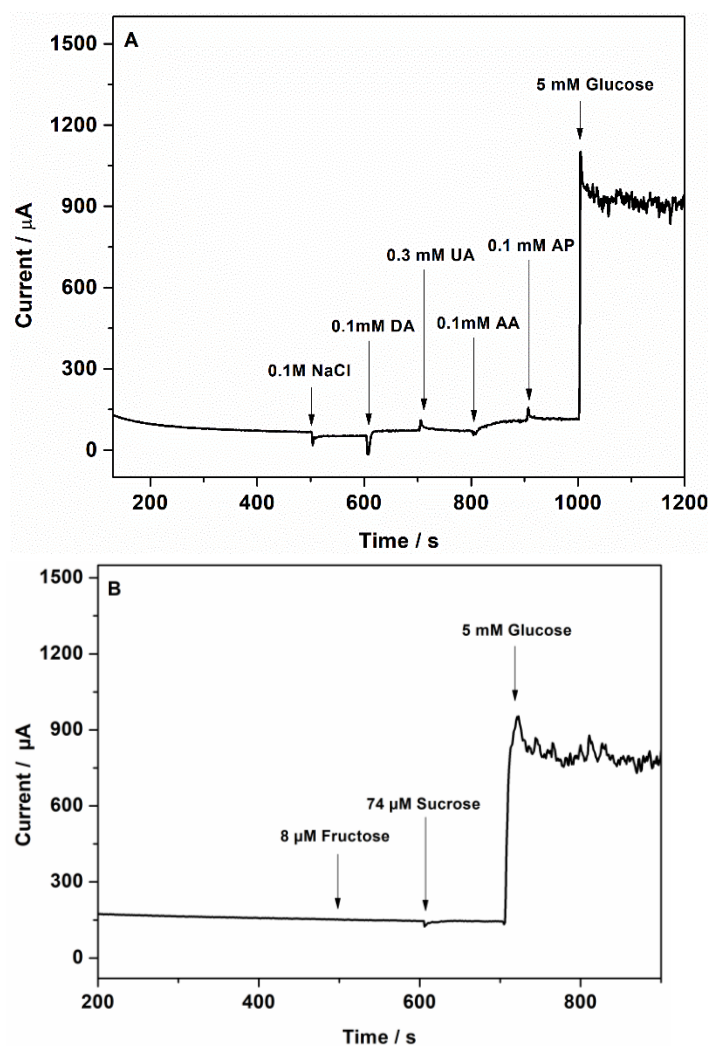 A
1500
1200
900
600
300
0
Current / µA
5 mM Glucose
0.3 mM UA
0.1 mM AP
0.1mM DA
0.1mM AA
0.1M NaCl
200
400
600
800
1000
1200
Time / s
B
1500
1200
900
600
300
0
Current / µA
5 mM Glucose
74 µM Sucrose
8 µM Fructose
200
400
600
800
Time / s